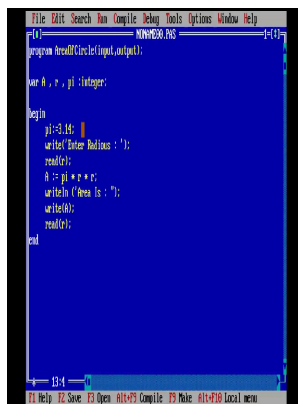 File Edit Search Run Compile Debug Tools Options Window Help
NONAME00.PAS 1=[↕]
program AreaOfCircle(input,output);
var A , r , pi :integer;
begin
pi:=3.14;
write('Enter Radious : ');
read(r);
A := pi * r * r;
writeln ('Area Is : ");
write(A);
read(r);
end
13:4
F1 Help F2 Save F3 Open Alt+F9 Compile F9 Make Alt+F10 Local menu